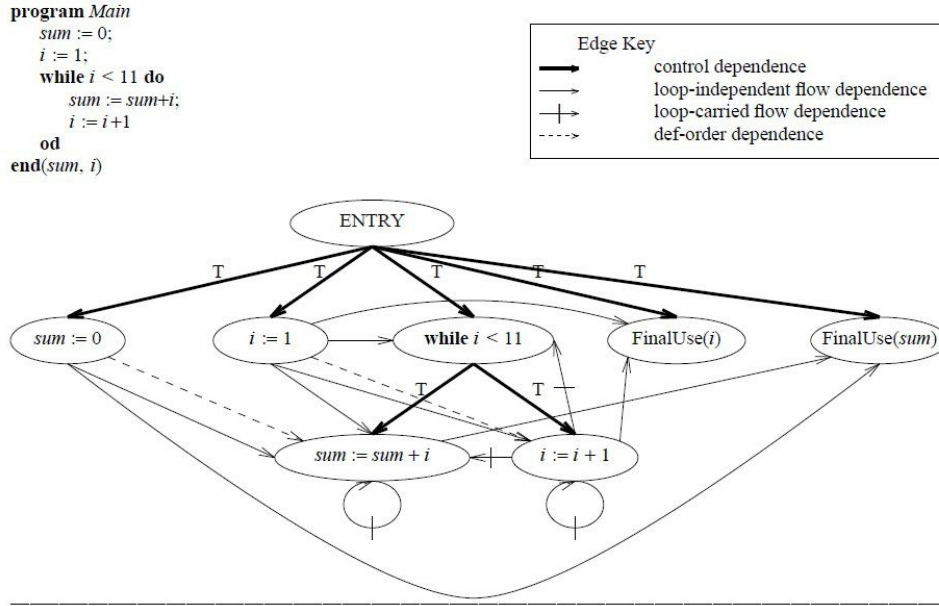 program Main
sum := 0;
i := 1;
while i < 11 do
sum := sum+i;
i := i+1
od
end(sum, i)
Edge Key
control dependence
loop-independent flow dependence
loop-carried flow dependence
def-order dependence
ENTRY
T T T T T
sum := 0 i := 1 while i < 11 FinalUse(i) FinalUse(sum)
T T
sum := sum + i i := i + 1